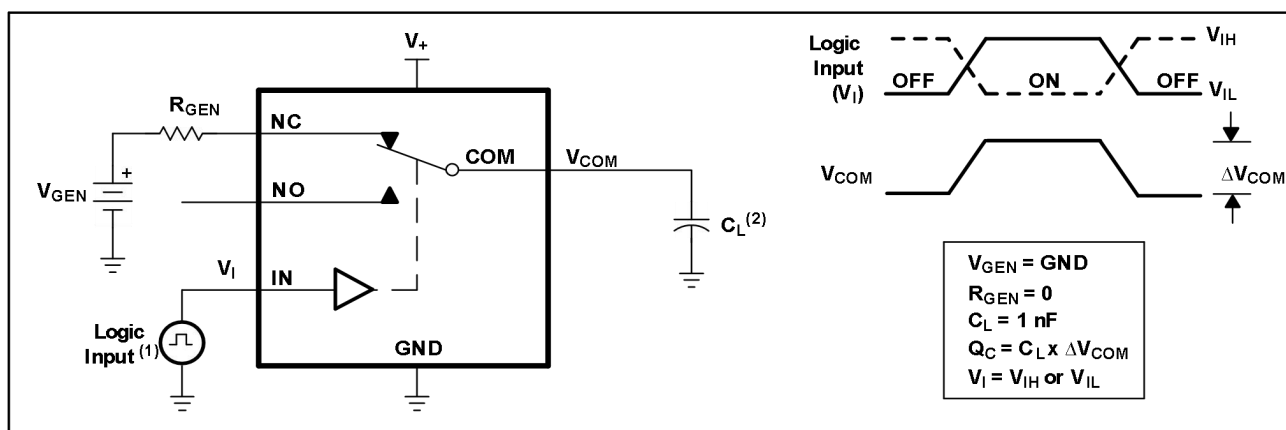 V+
RGEN
NC
COM
VCOM
VGEN
+
NO
CL(2)
VI
IN
Logic
Input (1)
GND
Logic
Input
(VI)
OFF
ON
OFF
VIH
VIL
VCOM
ΔVCOM
VGEN = GND
RGEN = 0
CL = 1 nF
QC = CL x ΔVCOM
VI = VIH or VIL